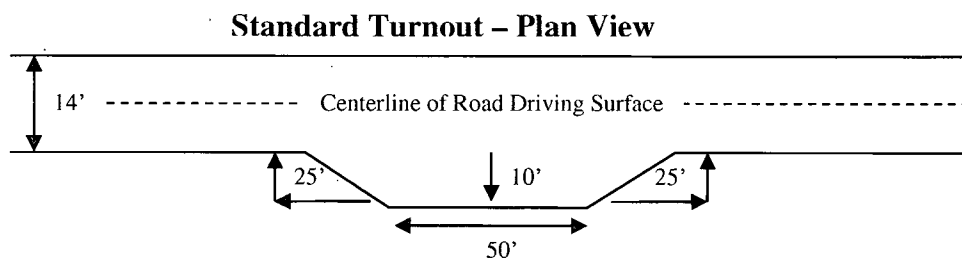 Standard Turnout – Plan View
14'
Centerline of Road Driving Surface
25' 10' 25'
50'